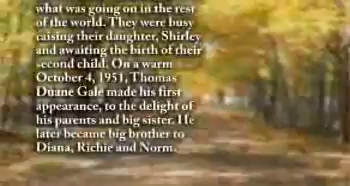 what was going on in the rest
of the world. They were busy
raising their daughter, Shirley
and awaiting the birth of their
second child. On a warm
October 4, 1951, Thomas
Duane Gale made his first
appearance, to the delight of
his parents and big sister. He
later became big brother to
Diana, Richie and Norm.